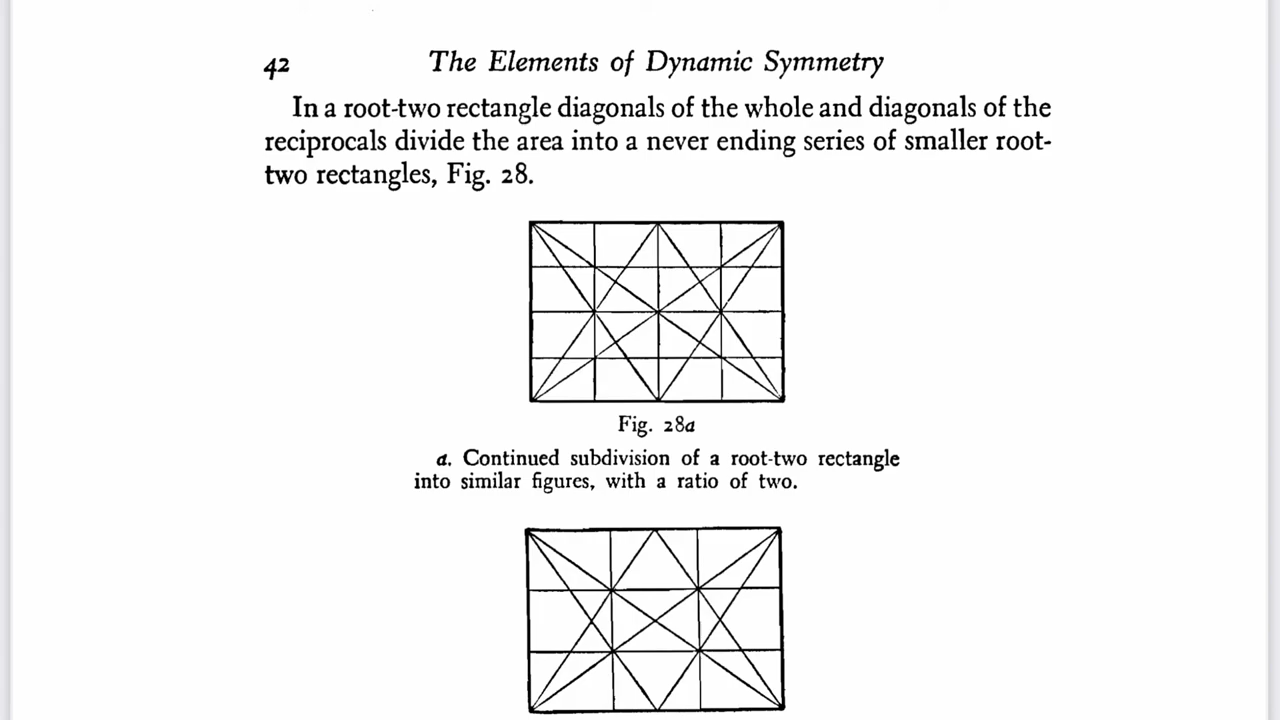 42
The Elements of Dynamic Symmetry
In a root-two rectangle diagonals of the whole and diagonals of the
reciprocals divide the area into a never ending series of smaller root-
two rectangles, Fig. 28.
Fig. 28a
a. Continued subdivision of a root-two rectangle
into similar figures, with a ratio of two.